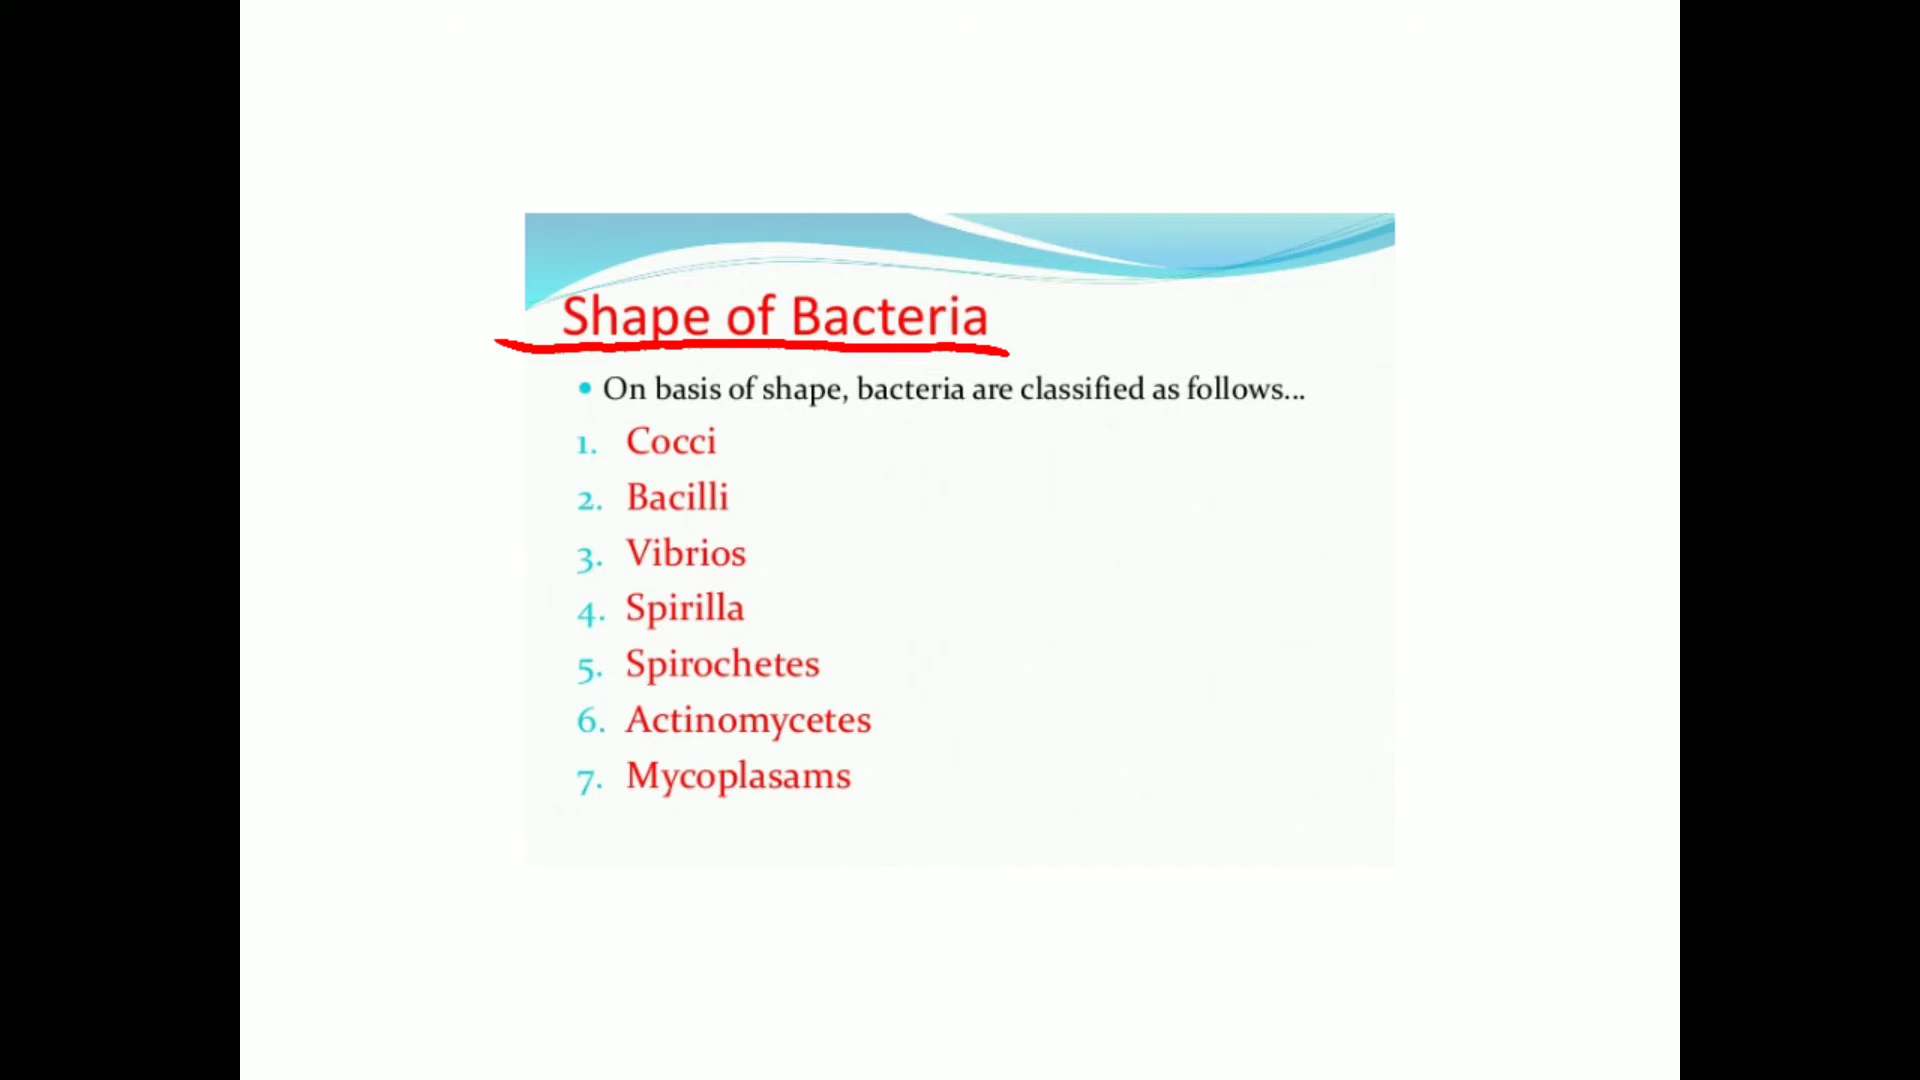 Shape of Bacteria
• On basis of shape, bacteria are classified as follows...
1. Cocci
2. Bacilli
3. Vibrios
4. Spirilla
5. Spirochetes
6. Actinomycetes
7. Mycoplasams